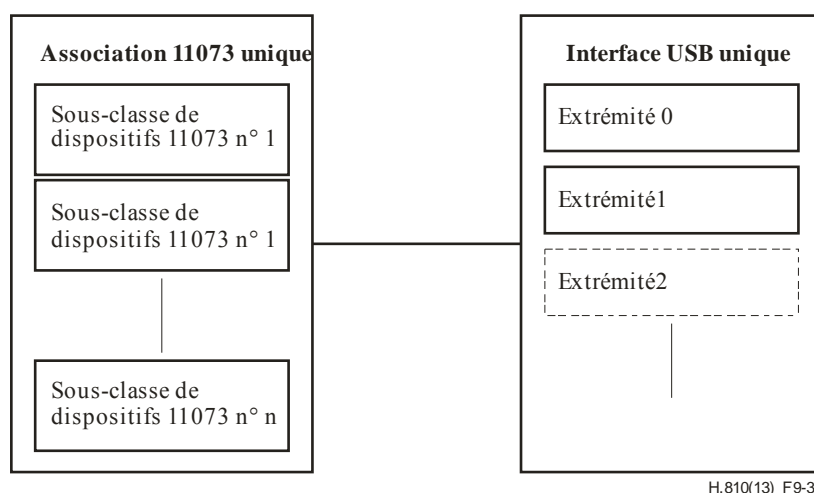 Association 11073 unique
Sous-classe de
dispositifs 11073 n° 1
Sous-classe de
dispositifs 11073 n° 1
Sous-classe de
dispositifs 11073 n° n
Interface USB unique
Extrémité 0
Extrémité1
Extrémité2
H.810(13)_F9-3